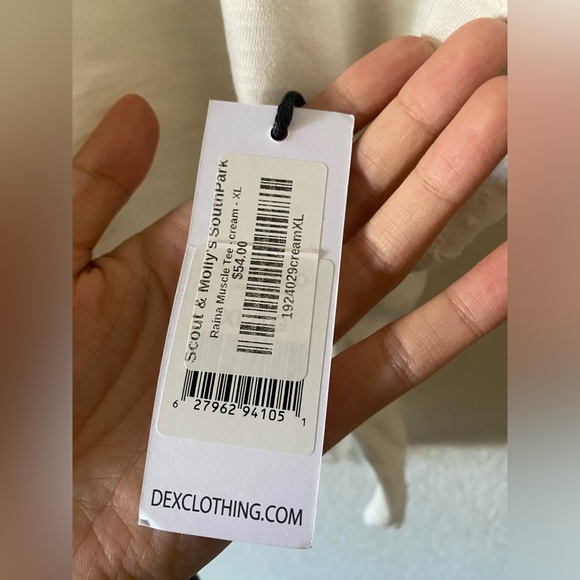 Scout & Molly's SouthPark
Raina Muscle Tee | cream - XL
$54.00
1924029creamXL
6 27962 94105 1
DEXCLOTHING.COM